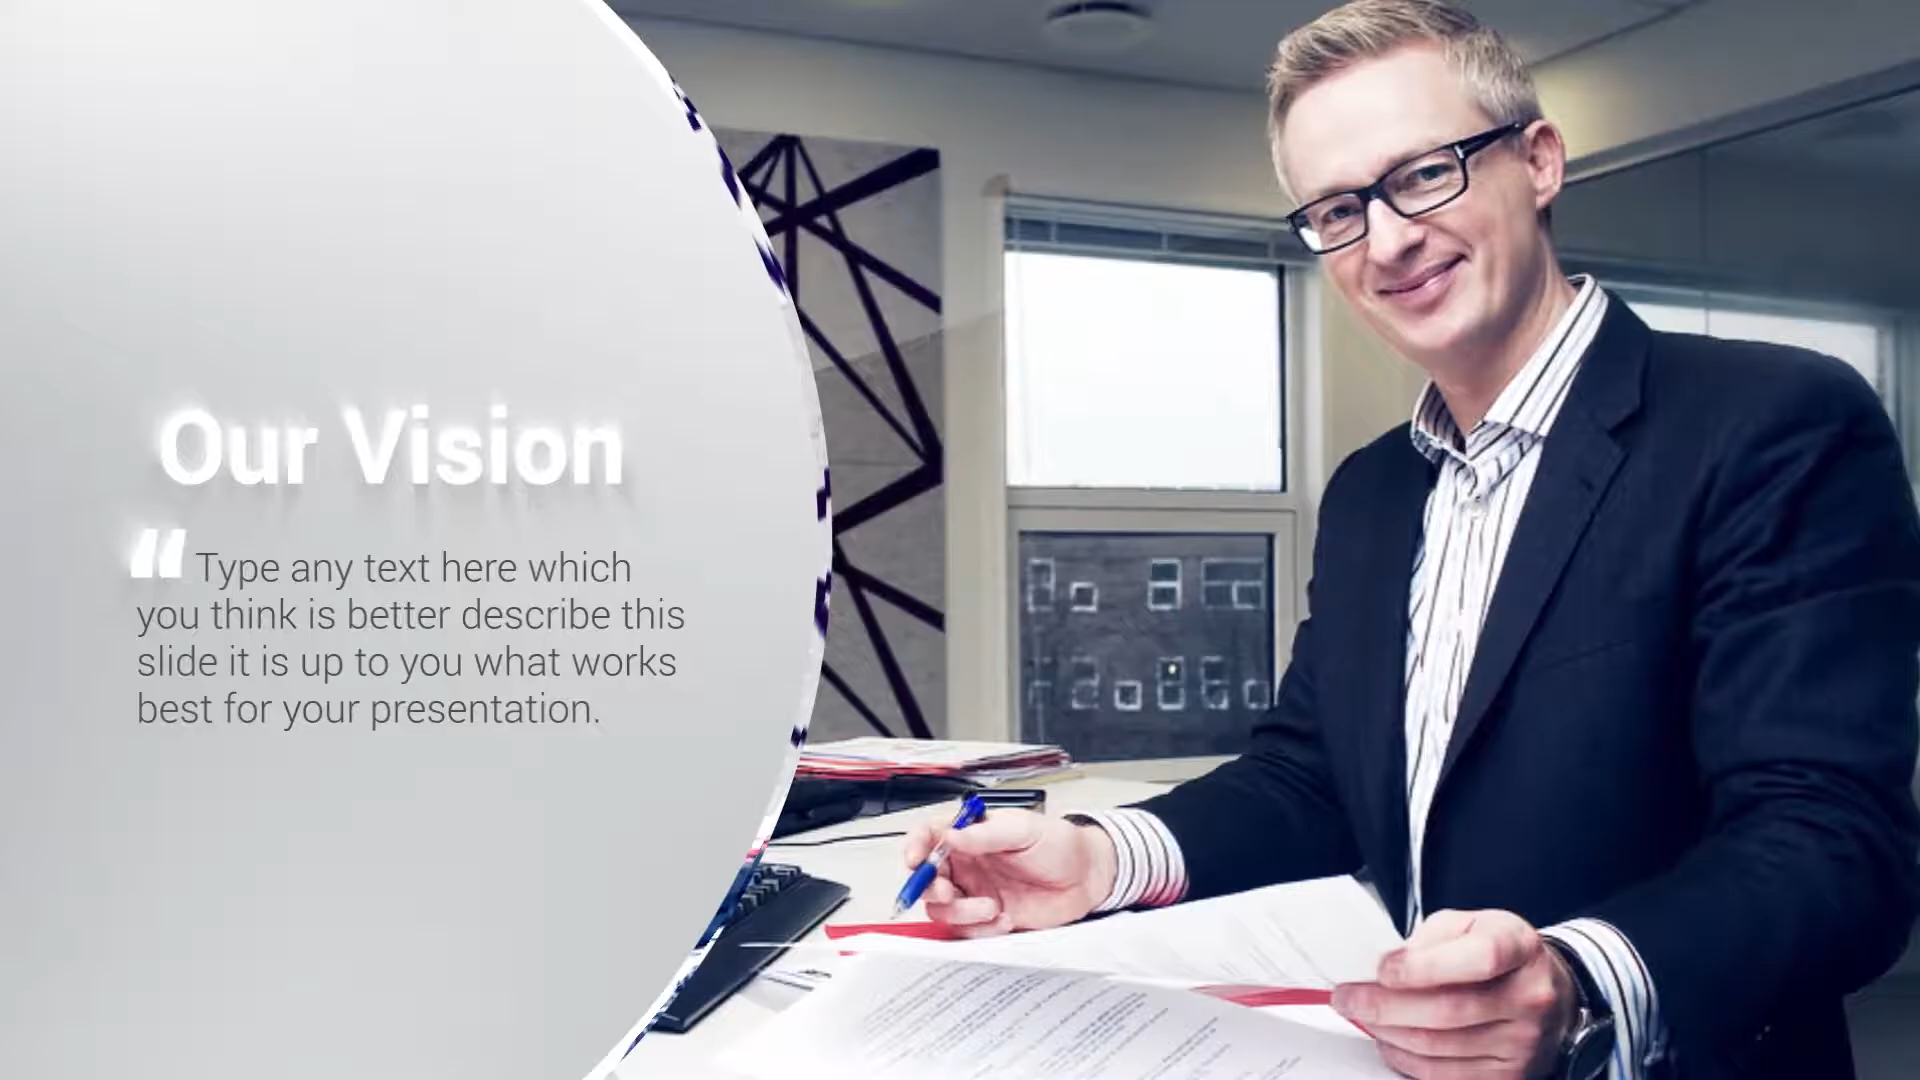 Our Vision
“ Type any text here which
you think is better describe this
slide it is up to you what works
best for your presentation.